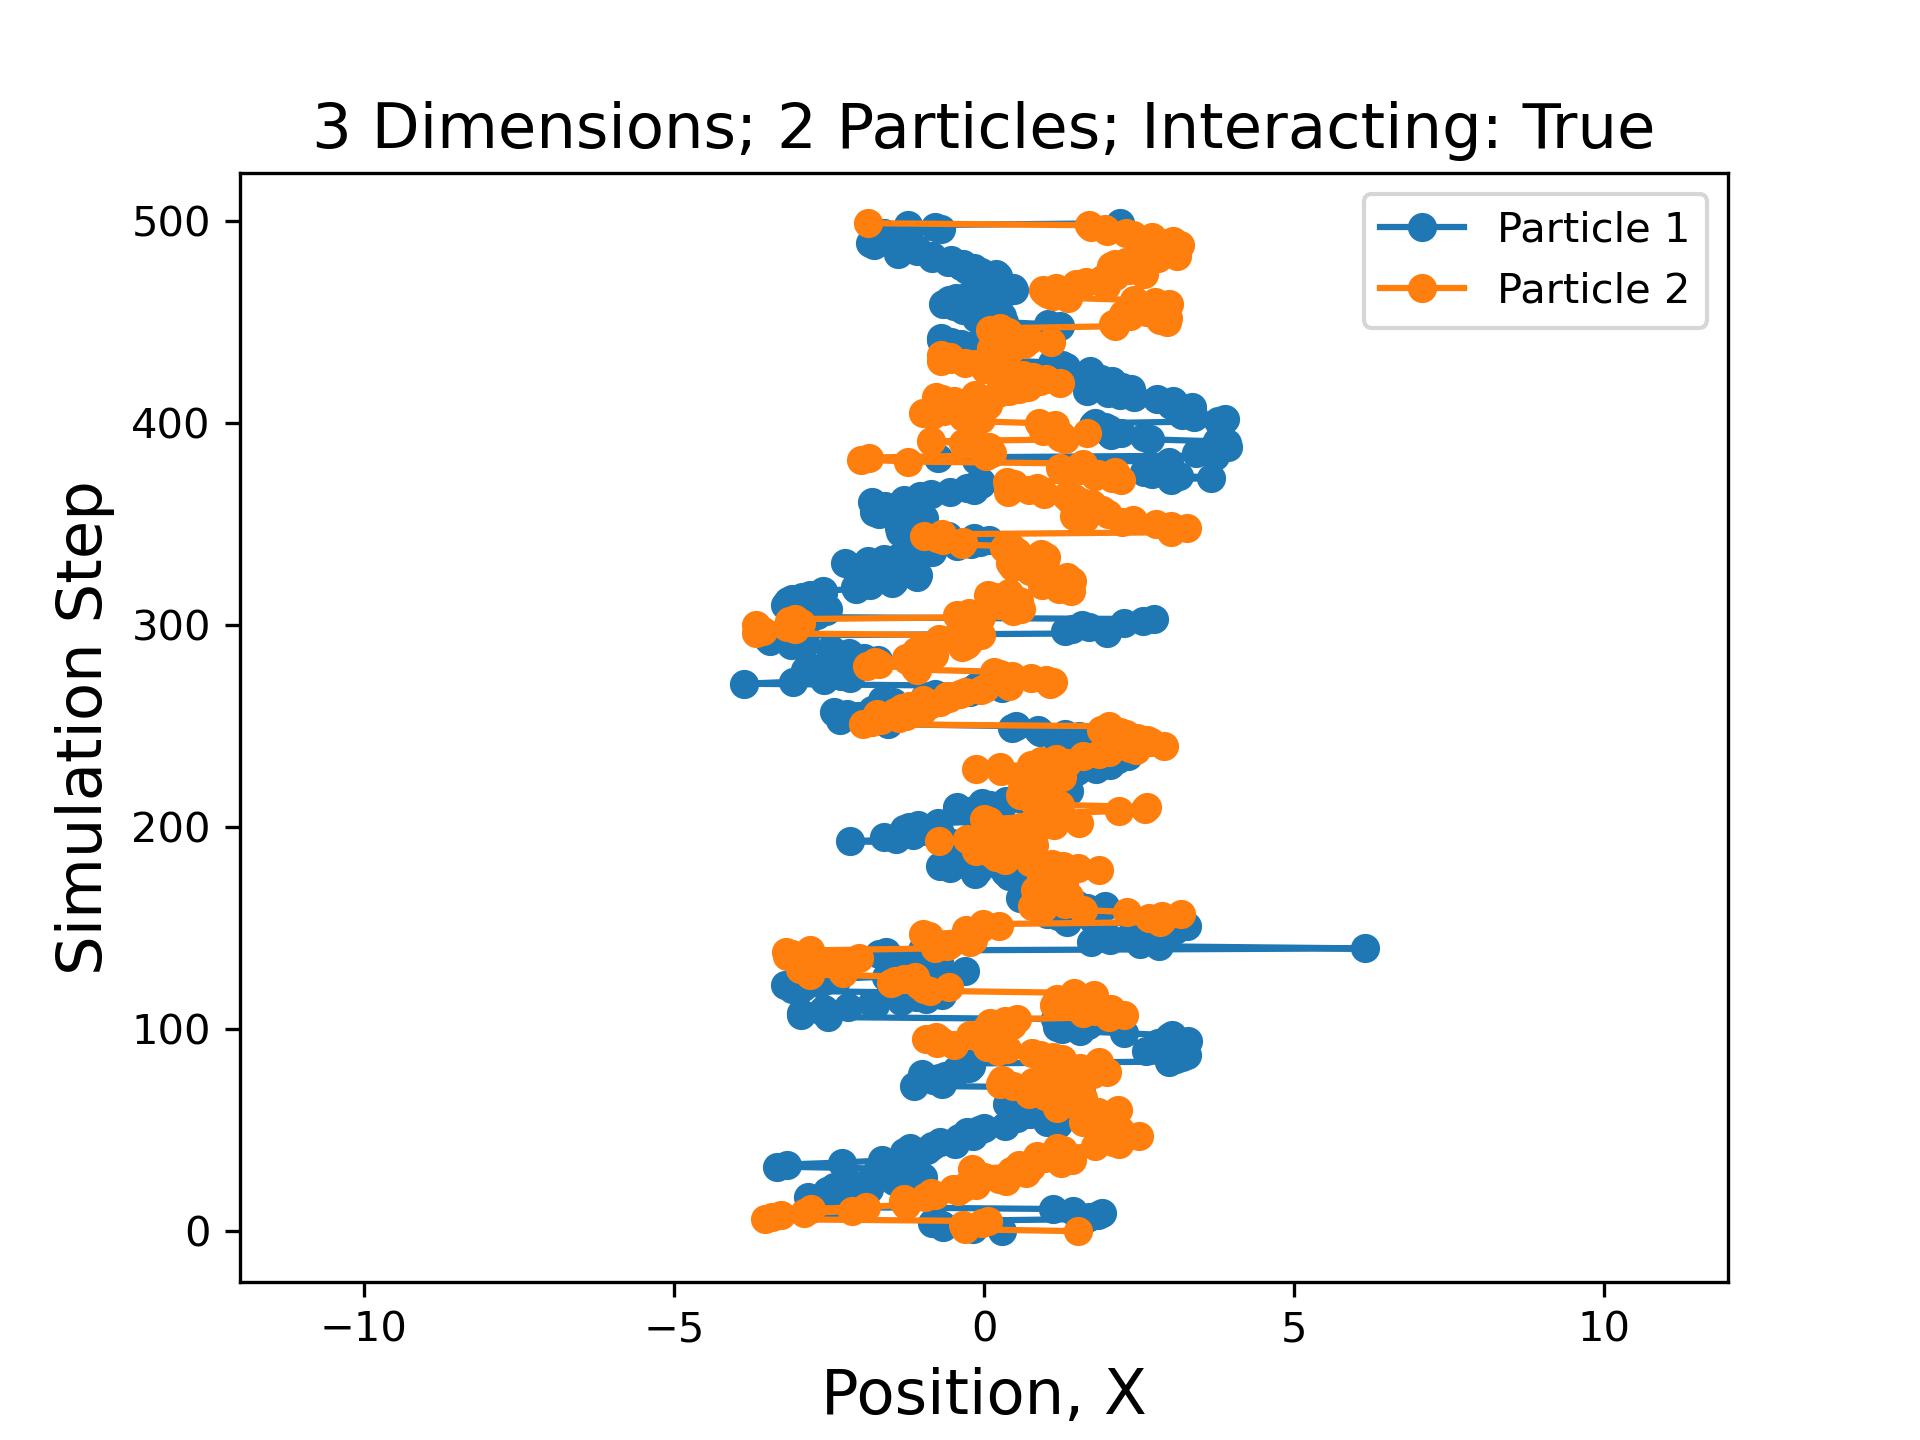 3 Dimensions; 2 Particles; Interacting: True
Particle 1
Particle 2
500
400
300
200
100
0
Simulation Step
−10
−5
0
5
10
Position, X